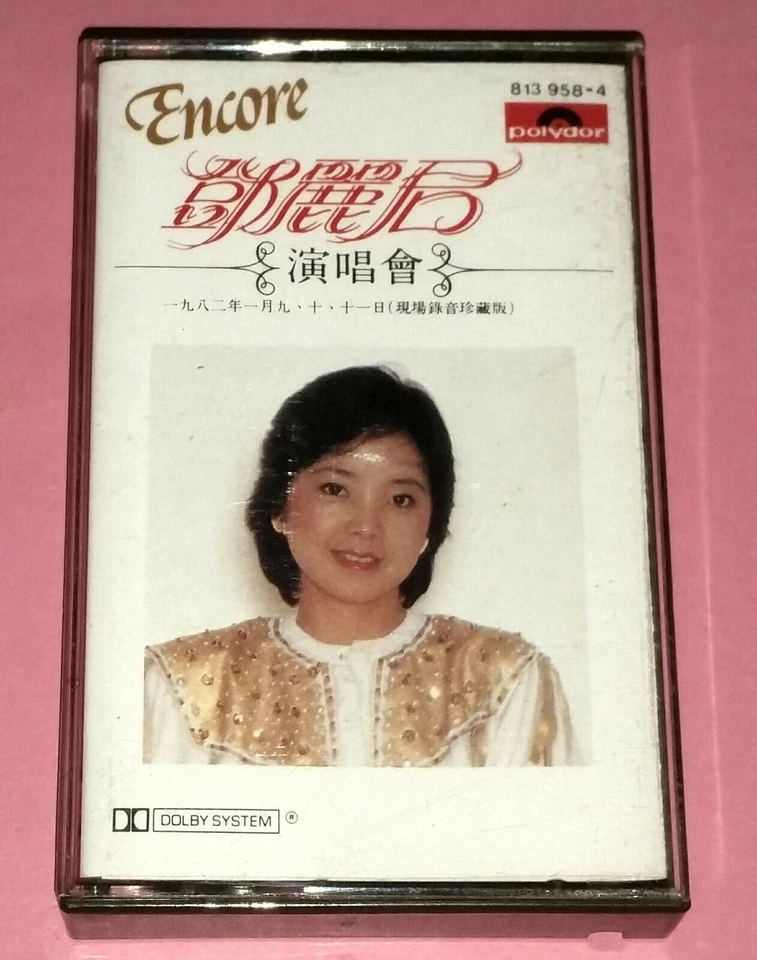 Encore
813 958-4
polydor
鄧麗君
演唱會
一九八二年一月九、十、十一日(現場錄音珍藏版)
DOLBY SYSTEM ®